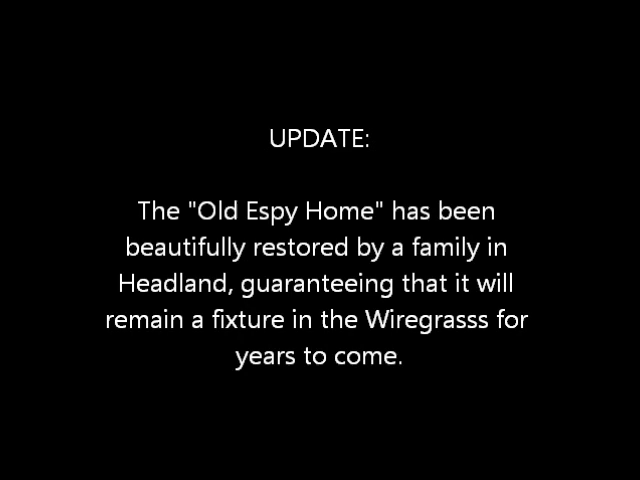 UPDATE:
The "Old Espy Home" has been
beautifully restored by a family in
Headland, guaranteeing that it will
remain a fixture in the Wiregrasss for
years to come.